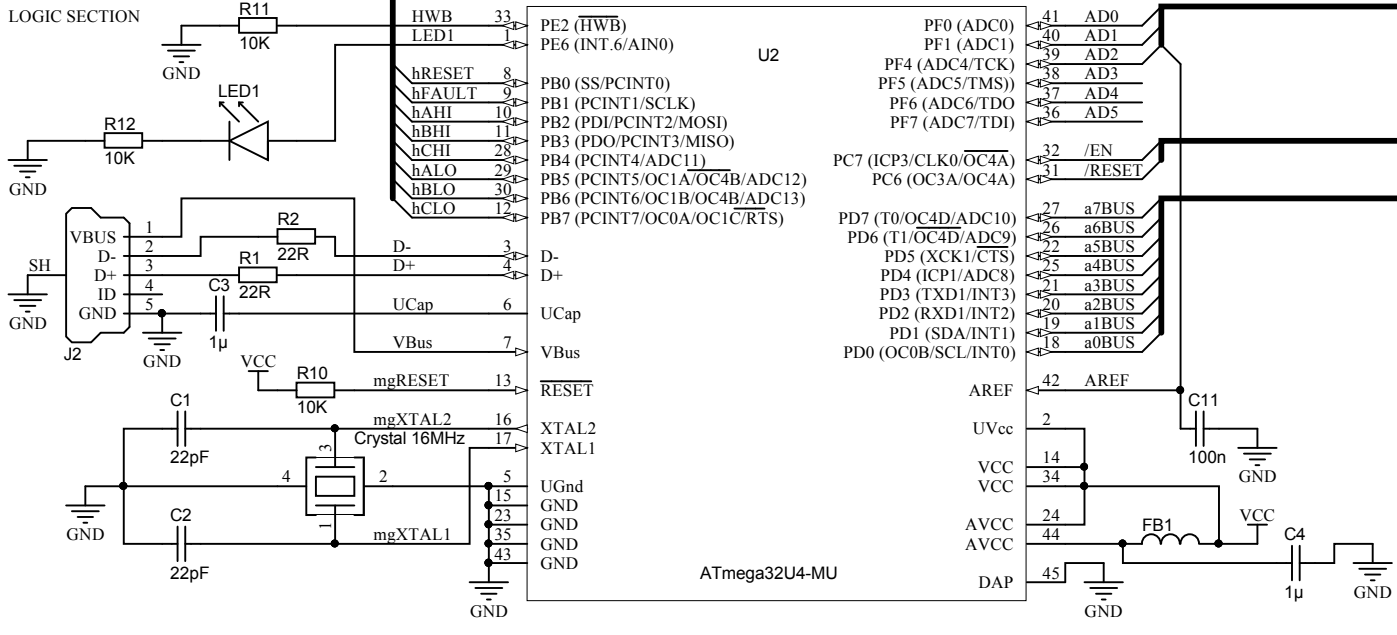 LOGIC SECTION
R11
10K
GND
HWB 33 PE2 (HWB)
LED1 1 PE6 (INT.6/AIN0)
hRESET 8 PB0 (SS/PCINT0)
hFAULT 9 PB1 (PCINT1/SCLK)
hAHI 10 PB2 (PDI/PCINT2/MOSI)
hBHI 11 PB3 (PDO/PCINT3/MISO)
hCHI 28 PB4 (PCINT4/ADC11)
hALO 29 PB5 (PCINT5/OC1A/OC4B/ADC12)
hBLO 30 PB6 (PCINT6/OC1B/OC4B/ADC13)
hCLO 12 PB7 (PCINT7/OC0A/OC1C/RTS)
LED1
R12
10K
GND
VBUS 1
D- 2
D+ 3
ID 4
GND 5
SH
GND
J2
GND
R2
22R
R1
22R
C3
1µ
D- 3 D-
D+ 4 D+
UCap 6 UCap
VBus 7 VBus
VCC
R10
10K
mgRESET 13 RESET
C1
22pF
mgXTAL2 16 XTAL2
Crystal 16MHz 17 XTAL1
3
4
2
1
GND
C2
22pF
mgXTAL1
5 UGnd
15 GND
23 GND
35 GND
43 GND
GND
U2
ATmega32U4-MU
PF0 (ADC0) 41 AD0
PF1 (ADC1) 40 AD1
PF4 (ADC4/TCK) 39 AD2
PF5 (ADC5/TMS)) 38 AD3
PF6 (ADC6/TDO 37 AD4
PF7 (ADC7/TDI) 36 AD5
PC7 (ICP3/CLK0/OC4A) 32 /EN
PC6 (OC3A/OC4A) 31 /RESET
PD7 (T0/OC4D/ADC10) 27 a7BUS
PD6 (T1/OC4D/ADC9) 26 a6BUS
PD5 (XCK1/CTS) 22 a5BUS
PD4 (ICP1/ADC8) 25 a4BUS
PD3 (TXD1/INT3) 21 a3BUS
PD2 (RXD1/INT2) 20 a2BUS
PD1 (SDA/INT1) 19 a1BUS
PD0 (OC0B/SCL/INT0) 18 a0BUS
AREF 42 AREF
C11
100n
GND
UVcc 2
VCC 14
VCC 34
AVCC 24
AVCC 44
FB1
VCC
C4
1µ
GND
DAP 45
GND